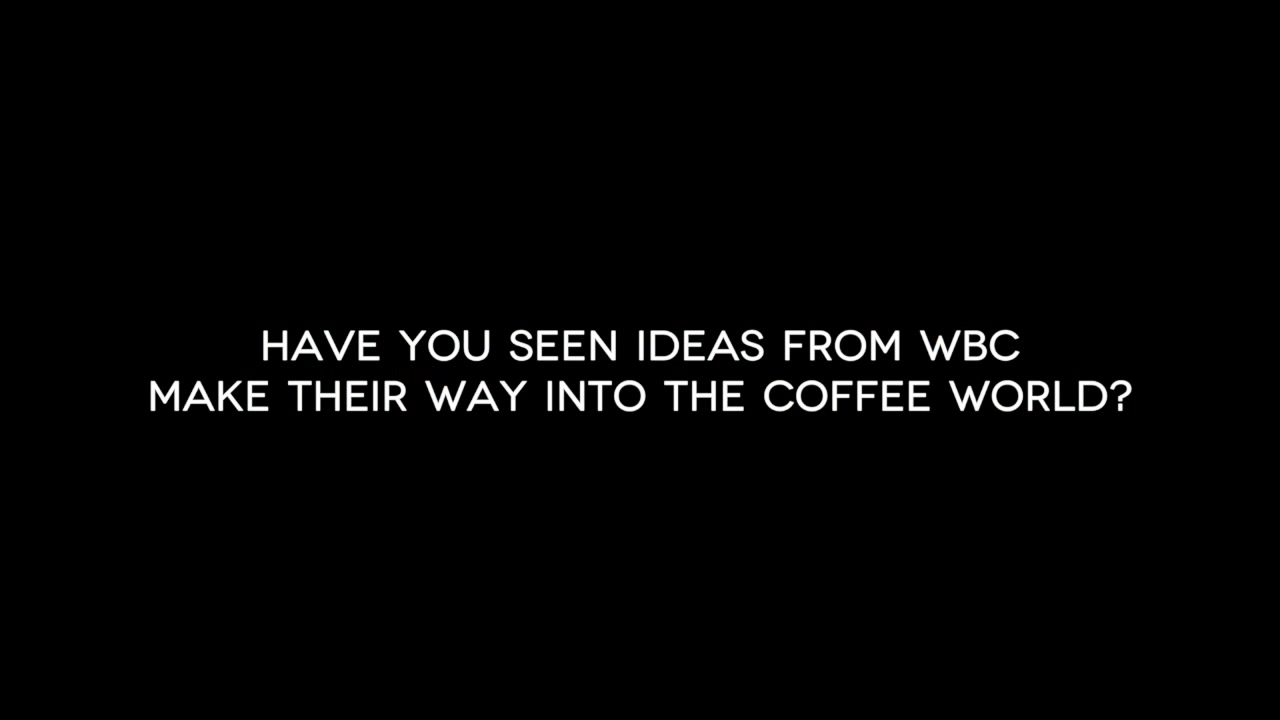 HAVE YOU SEEN IDEAS FROM WBC
MAKE THEIR WAY INTO THE COFFEE WORLD?